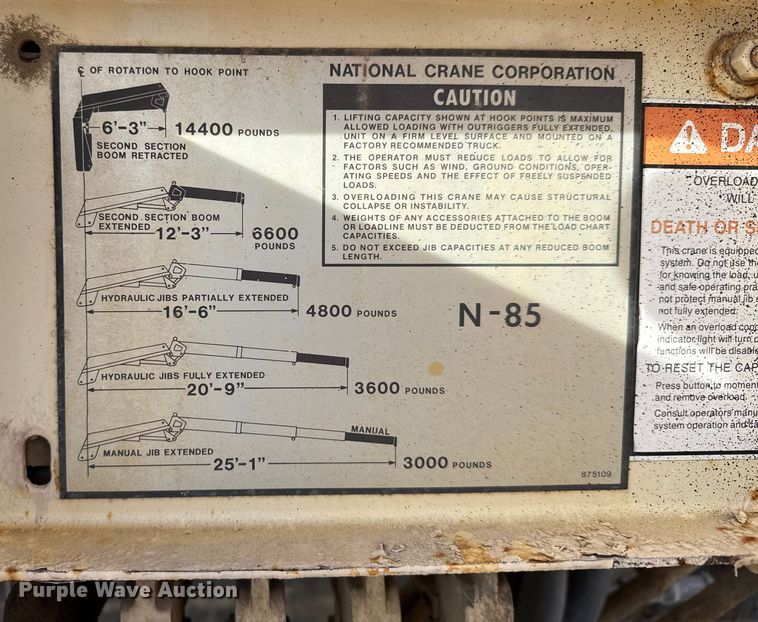 ℄ OF ROTATION TO HOOK POINT
6'-3" 14400 POUNDS
SECOND SECTION
BOOM RETRACTED
SECOND SECTION BOOM
EXTENDED
12'-3" 6600
POUNDS
HYDRAULIC JIBS PARTIALLY EXTENDED
16'-6" 4800 POUNDS
HYDRAULIC JIBS FULLY EXTENDED
20'-9" 3600 POUNDS
MANUAL
MANUAL JIB EXTENDED
25'-1" 3000 POUNDS
NATIONAL CRANE CORPORATION
CAUTION
1. LIFTING CAPACITY SHOWN AT HOOK POINTS IS MAXIMUM
ALLOWED LOADING WITH OUTRIGGERS FULLY EXTENDED,
UNIT ON A FIRM LEVEL SURFACE AND MOUNTED ON A
FACTORY RECOMMENDED TRUCK.
2. THE OPERATOR MUST REDUCE LOADS TO ALLOW FOR
FACTORS SUCH AS WIND, GROUND CONDITIONS, OPER-
ATING SPEEDS AND THE EFFECT OF FREELY SUSPENDED
LOADS.
3. OVERLOADING THIS CRANE MAY CAUSE STRUCTURAL
COLLAPSE OR INSTABILITY.
4. WEIGHTS OF ANY ACCESSORIES ATTACHED TO THE BOOM
OR LOADLINE MUST BE DEDUCTED FROM THE LOAD CHART
CAPACITIES.
5. DO NOT EXCEED JIB CAPACITIES AT ANY REDUCED BOOM
LENGTH.
N-85
875109
DA
OVERLOAD
WILL
DEATH OR S
This crane is equipped
system. Do not use th
for knowing the load,
and safe operating pra
not protect manual jib
not fully extended.
When an overload con
indicator light will turn
functions will be disable
TO RESET THE CAP
Press button to moment
and remove overload.
Consult operators manu
system operation and ca
Purple Wave Auction